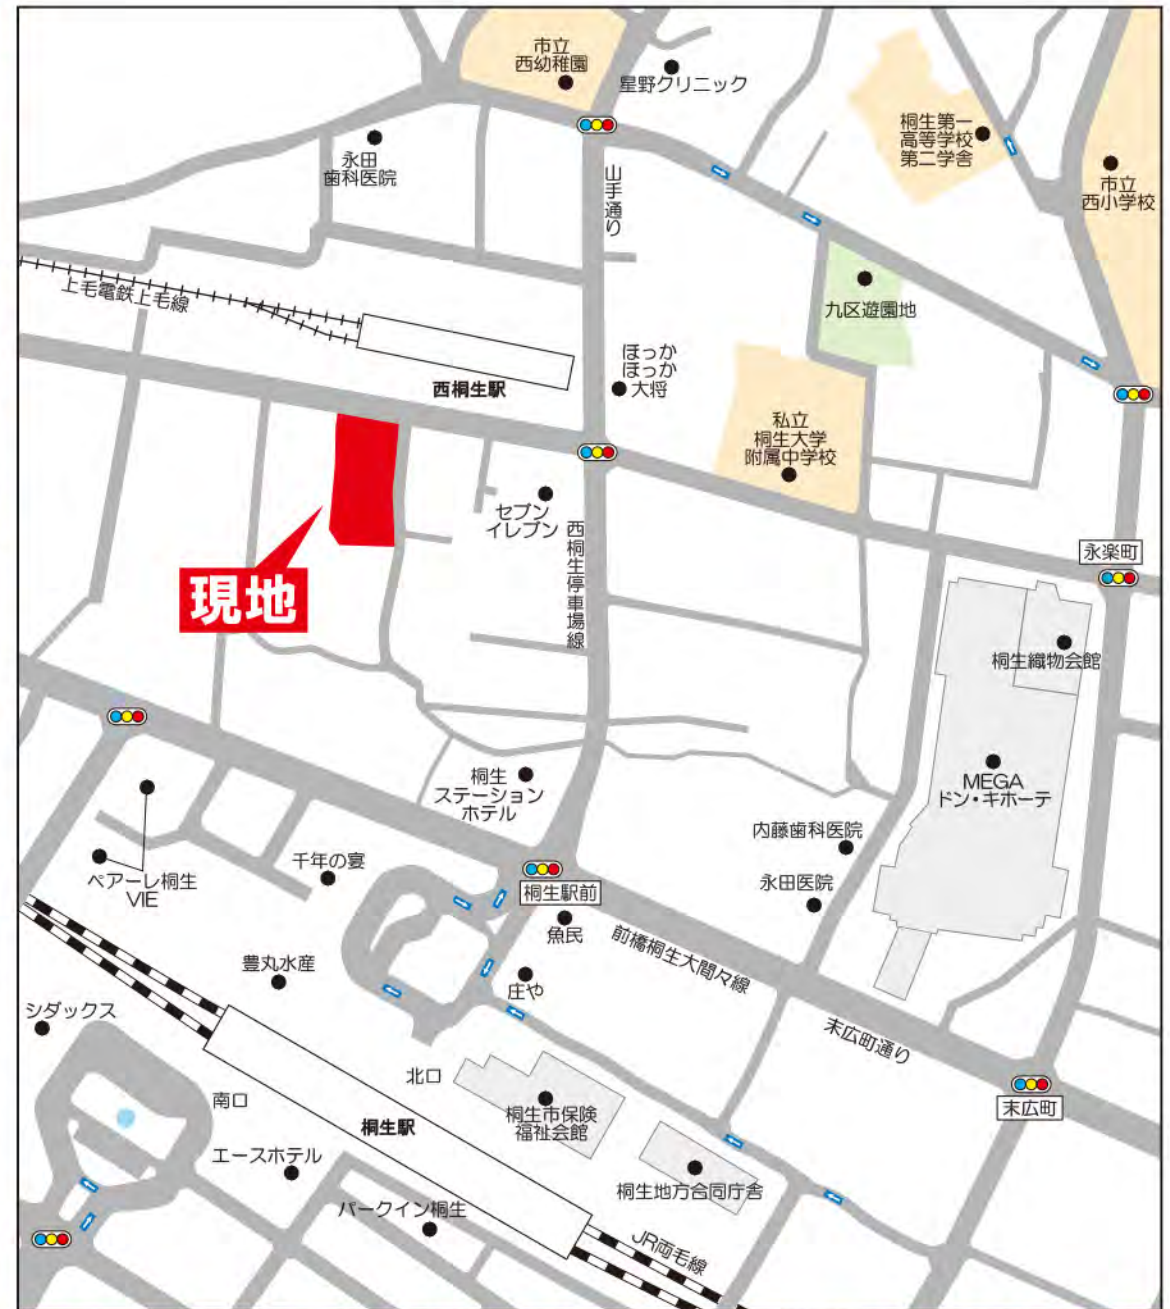 市立
西幼稚園
星野クリニック
桐生第一
高等学校
第二学舎
永田
歯科医院
市立
西小学校
山手通り
上毛電鉄上毛線
九区遊園地
西桐生駅
ほっか
ほっか
大将
私立
桐生大学
附属中学校
セブン
イレブン
西桐生停車場線
永楽町
現地
桐生織物会館
桐生
ステーション
ホテル
MEGA
ドン・キホーテ
内藤歯科医院
千年の宴
永田医院
ペアーレ桐生
VIE
桐生駅前
魚民
前橋桐生大間々線
豊丸水産
庄や
シダックス
末広町通り
北口
南口
桐生市保険
福祉会館
末広町
桐生駅
エースホテル
桐生地方合同庁舎
パークイン桐生
JR両毛線